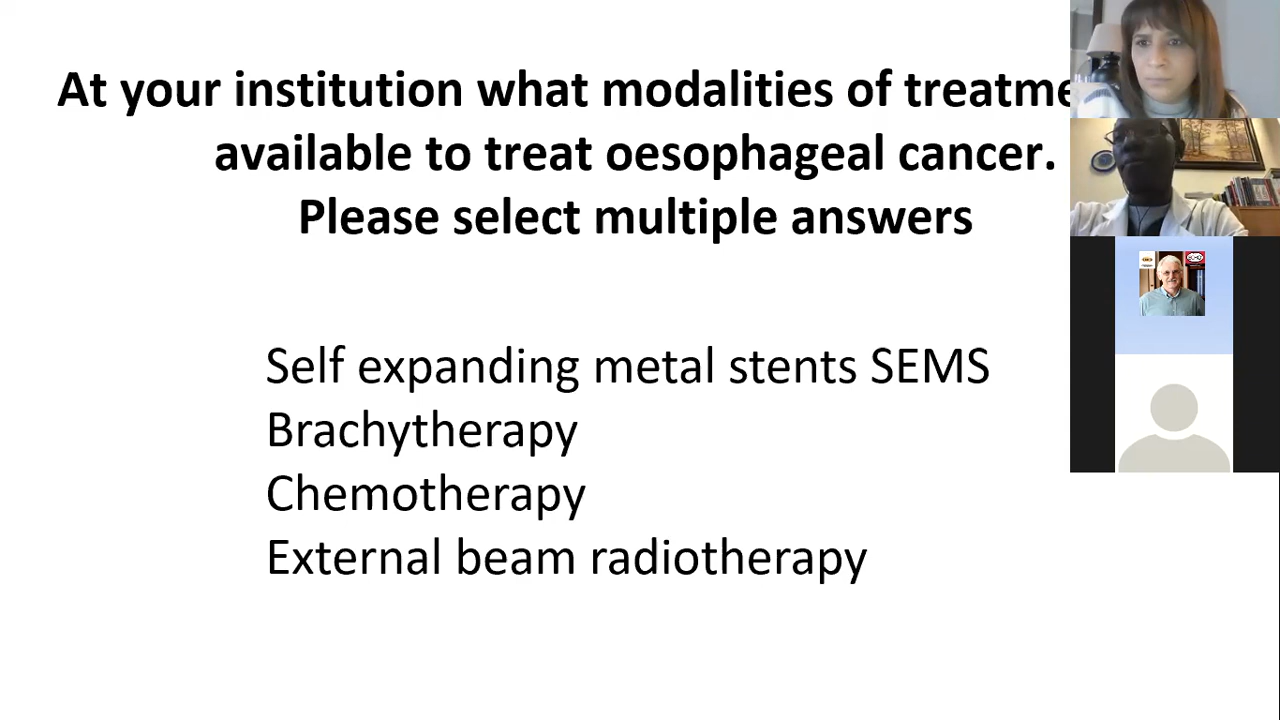 At your institution what modalities of
available to treat oesophageal cancer.
Please select multiple answers
Self expanding metal stents SEMS
Brachytherapy
Chemotherapy
External beam radiotherapy